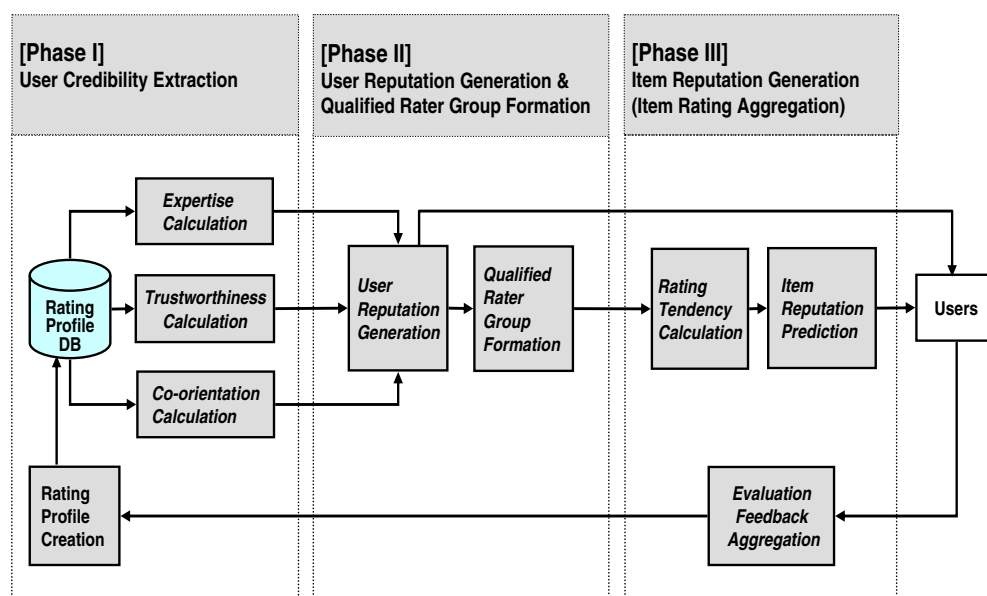 [Phase I]
User Credibility Extraction
[Phase II]
User Reputation Generation &
Qualified Rater Group Formation
[Phase III]
Item Reputation Generation
(Item Rating Aggregation)
Expertise
Calculation
Rating
Profile
DB
Trustworthiness
Calculation
Co-orientation
Calculation
User
Reputation
Generation
Qualified
Rater
Group
Formation
Rating
Tendency
Calculation
Item
Reputation
Prediction
Users
Rating
Profile
Creation
Evaluation
Feedback
Aggregation